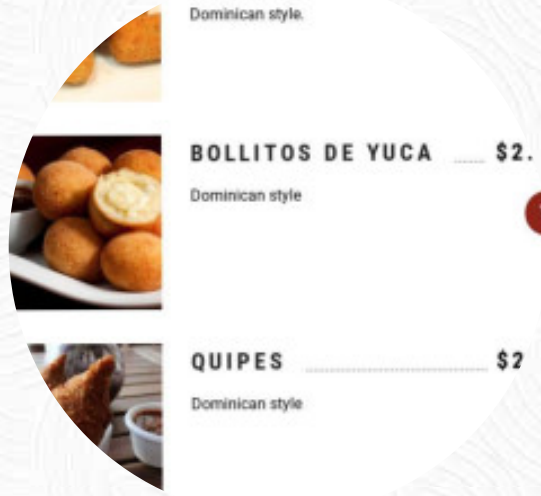 Dominican style.
BOLLITOS DE YUCA ..... $2.
Dominican style
QUIPES ........................ $2
Dominican style